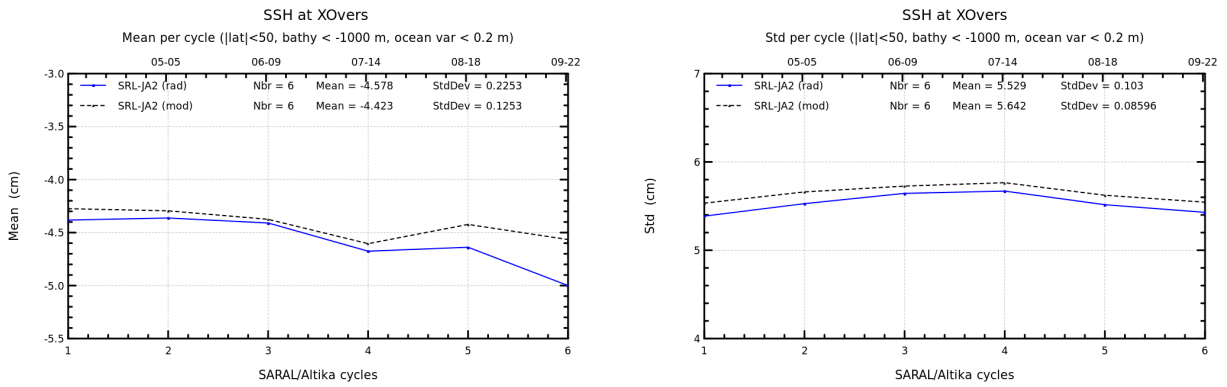 SSH at XOvers
Mean per cycle (|lat|<50, bathy < -1000 m, ocean var < 0.2 m)
05-05 06-09 07-14 08-18 09-22
SRL-JA2 (rad) Nbr = 6 Mean = -4.578 StdDev = 0.2253
SRL-JA2 (mod) Nbr = 6 Mean = -4.423 StdDev = 0.1253
-3.0
-3.5
-4.0
-4.5
-5.0
-5.5
Mean (cm)
1 2 3 4 5 6
SARAL/Altika cycles
SSH at XOvers
Std per cycle (|lat|<50, bathy < -1000 m, ocean var < 0.2 m)
05-05 06-09 07-14 08-18 09-22
SRL-JA2 (rad) Nbr = 6 Mean = 5.529 StdDev = 0.103
SRL-JA2 (mod) Nbr = 6 Mean = 5.642 StdDev = 0.08596
7
6
5
4
Std (cm)
1 2 3 4 5 6
SARAL/Altika cycles